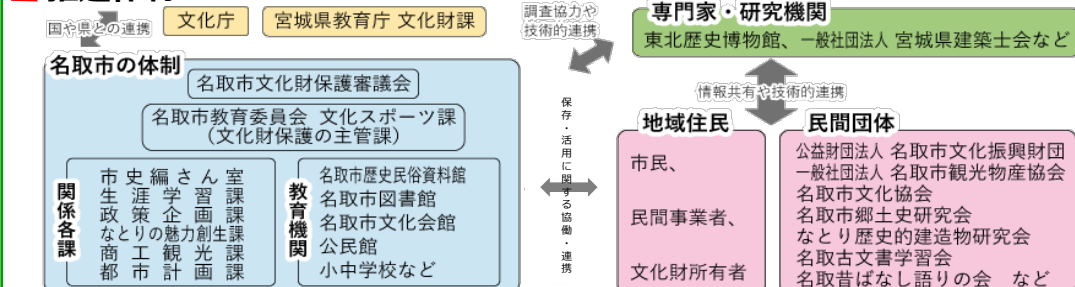 国や県との連携
文化庁
宮城県教育庁 文化財課
調査協力や
技術的連携
専門家・研究機関
東北歴史博物館、一般社団法人 宮城県建築士会など
名取市の体制
名取市文化財保護審議会
名取市教育委員会 文化スポーツ課
（文化財保護の主管課）
関係各課
市史編さん室
生涯学習課
政策企画課
なとりの魅力創生課
商工観光課
都市計画課
教育機関
名取市歴史民俗資料館
名取市図書館
名取市文化会館
公民館
小中学校など
保存・活用に関する協働・連携
情報共有や技術的連携
地域住民
市民、
民間事業者、
文化財所有者
民間団体
公益財団法人 名取市文化振興財団
一般社団法人 名取市観光物産協会
名取市文化協会
名取市郷土史研究会
なとり歴史的建造物研究会
名取古文書学習会
名取昔ばなし語りの会 など